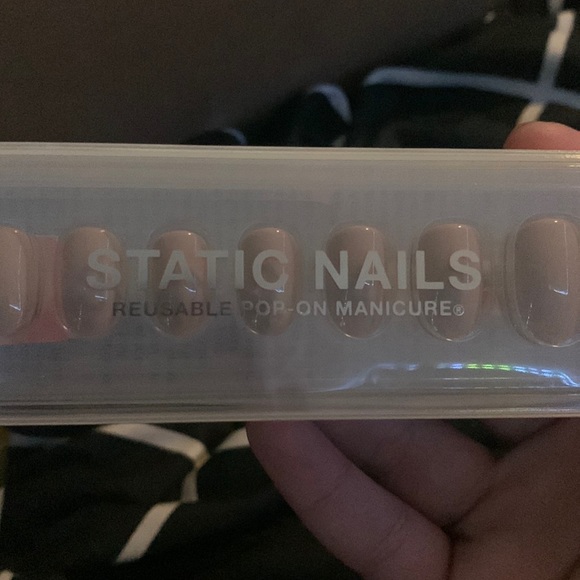 STATIC NAILS
REUSABLE POP-ON MANICURE®